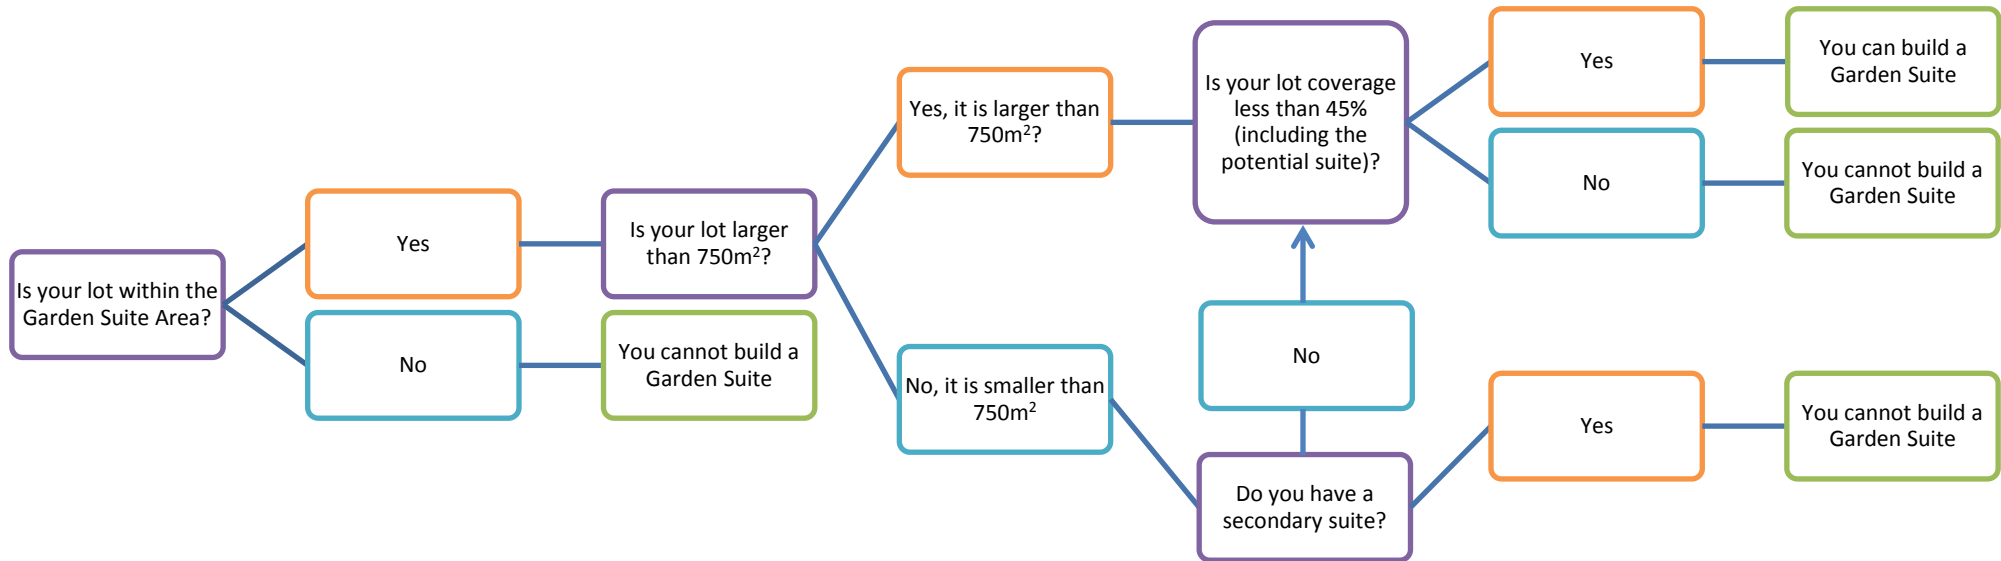 Is your lot within the
Garden Suite Area?
Yes
No
Is your lot larger
than 750m²?
You cannot build a
Garden Suite
Yes, it is larger than
750m²?
No, it is smaller than
750m²
Is your lot coverage
less than 45%
(including the
potential suite)?
No
Do you have a
secondary suite?
Yes
You can build a
Garden Suite
No
You cannot build a
Garden Suite
Yes
You cannot build a
Garden Suite